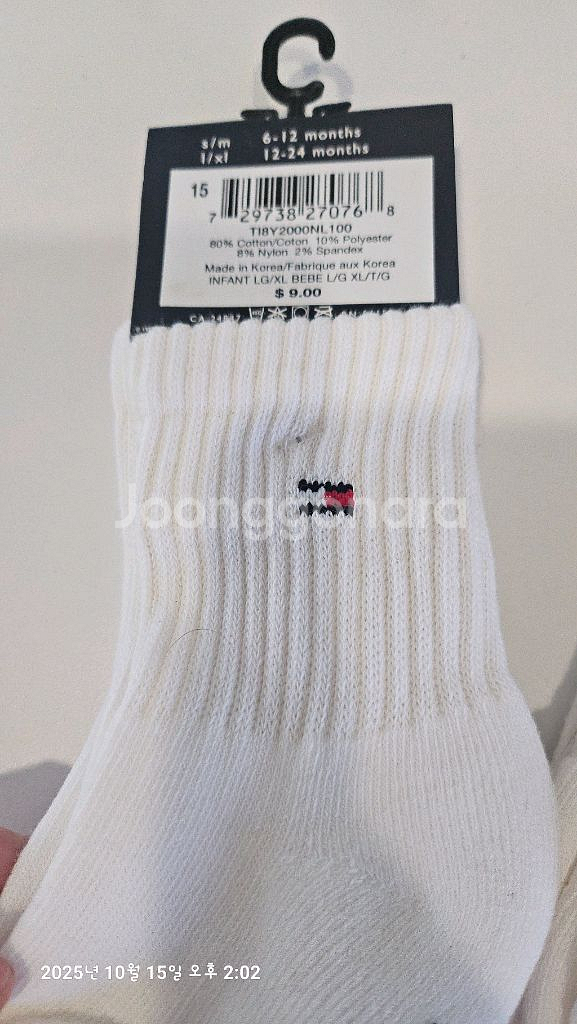 s/m 6-12 months
l/xl 12-24 months
15
7 29738 27076 8
TI8Y2000NL100
80% Cotton/Coton 10% Polyester
8% Nylon 2% Spandex
Made in Korea/Fabrique aux Korea
INFANT LG/XL BEBE L/G XL/T/G
$ 9.00
Joonggonara
2025년 10월 15일 오후 2:02